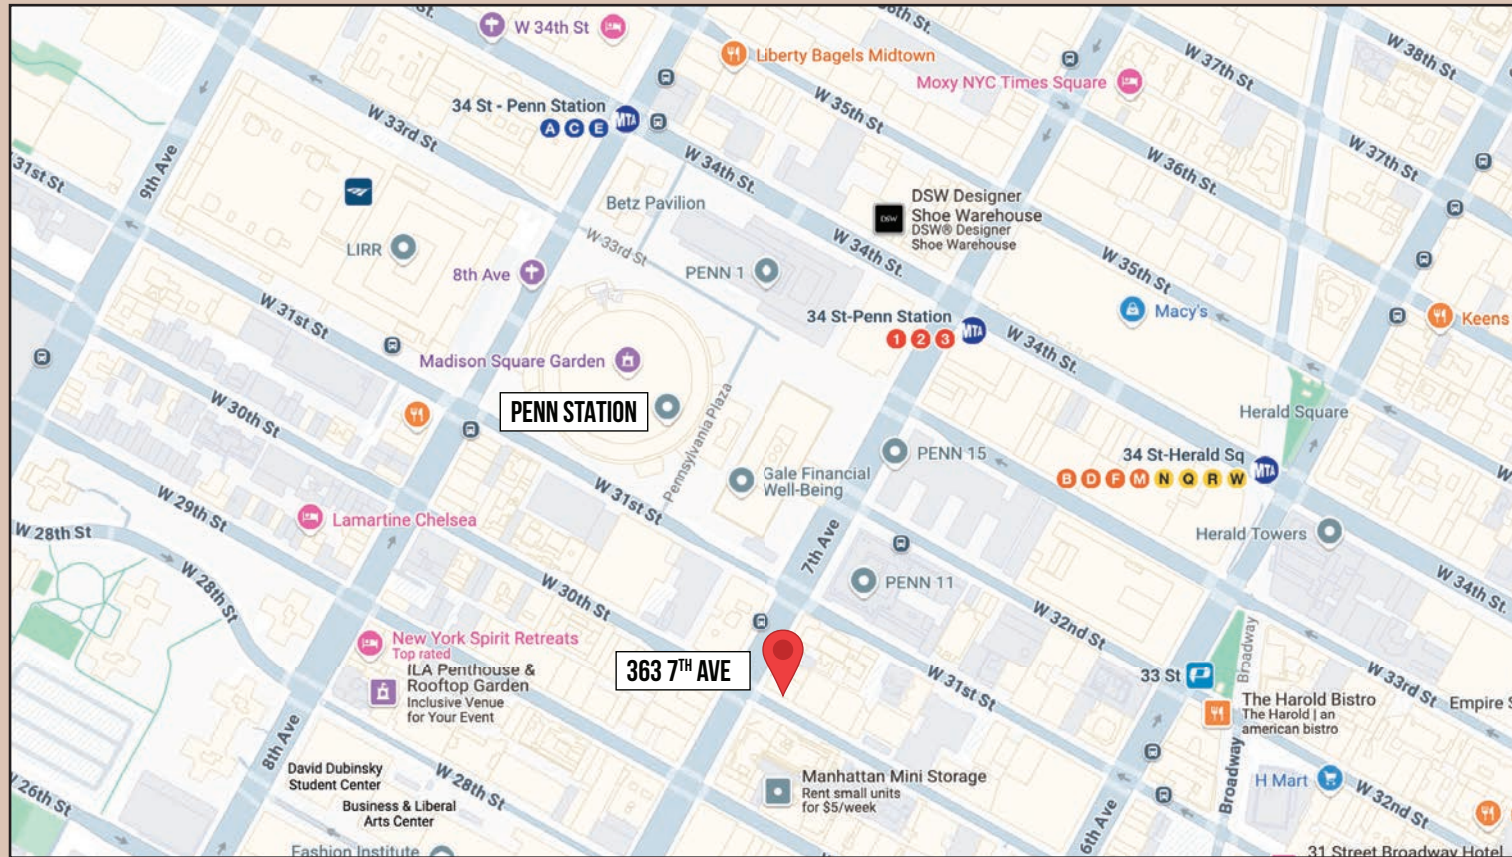 St.
W 34th St
Liberty Bagels Midtown
Moxy NYC Times Square
W 37th St
W 38th St
34 St - Penn Station
A C E
MTA
W 33rd St
W 35th St
W 36th St.
W 37th St
31st St
9th Ave
W 34th St.
DSW
DSW Designer
Shoe Warehouse
DSW® Designer
Shoe Warehouse
Betz Pavilion
LIRR
W 33rd St
W 34th St.
W 35th St
8th Ave
PENN 1
W 31st St
34 St-Penn Station
1 2 3
MTA
Macy's
Keens
W 34th St.
Madison Square Garden
PENN STATION
Pennsylvania Plaza
W 30th St
Herald Square
PENN 15
34 St-Herald Sq
B D F M N Q R W
MTA
Gale Financial
Well-Being
W 31st St
W 29th St
Lamartine Chelsea
W 28th St
Herald Towers
7th Ave
W 28th St
W 30th St
PENN 11
W 34th St.
W 32nd St
New York Spirit Retreats
Top rated
ILA Penthouse &
Rooftop Garden
Inclusive Venue
for Your Event
363 7TH AVE
W 31st St
33 St
Broadway
W 33rd St
Empire S
The Harold Bistro
The Harold | an
american bistro
8th Ave
David Dubinsky
Student Center
W 28th St
Business & Liberal
Arts Center
Manhattan Mini Storage
Rent small units
for $5/week
H Mart
Broadway
W 32nd St
26th St
6th Ave
Fashion Institute
31 Street Broadway Hotel